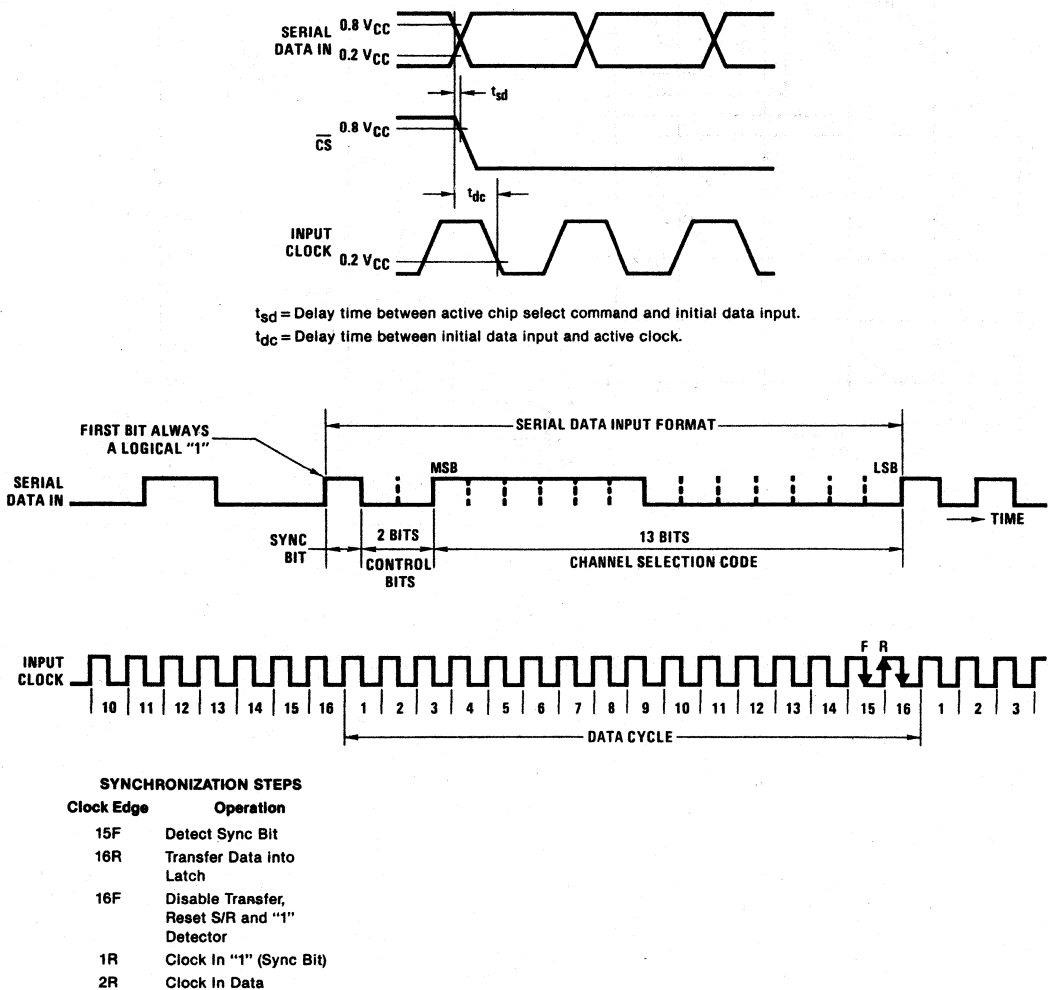 SERIAL
DATA IN
0.8 VCC
0.2 VCC
tsd
CS
0.8 VCC
tdc
INPUT
CLOCK
0.2 VCC
tsd = Delay time between active chip select command and initial data input.
tdc = Delay time between initial data input and active clock.
FIRST BIT ALWAYS
A LOGICAL “1”
SERIAL DATA INPUT FORMAT
SERIAL
DATA IN
MSB
LSB
TIME
SYNC
BIT
2 BITS
CONTROL
BITS
13 BITS
CHANNEL SELECTION CODE
INPUT
CLOCK
F R
10 11 12 13 14 15 16 1 2 3 4 5 6 7 8 9 10 11 12 13 14 15 16 1 2 3
DATA CYCLE
SYNCHRONIZATION STEPS
Clock Edge Operation
15F Detect Sync Bit
16R Transfer Data into
Latch
16F Disable Transfer,
Reset S/R and “1”
Detector
1R Clock In “1” (Sync Bit)
2R Clock In Data